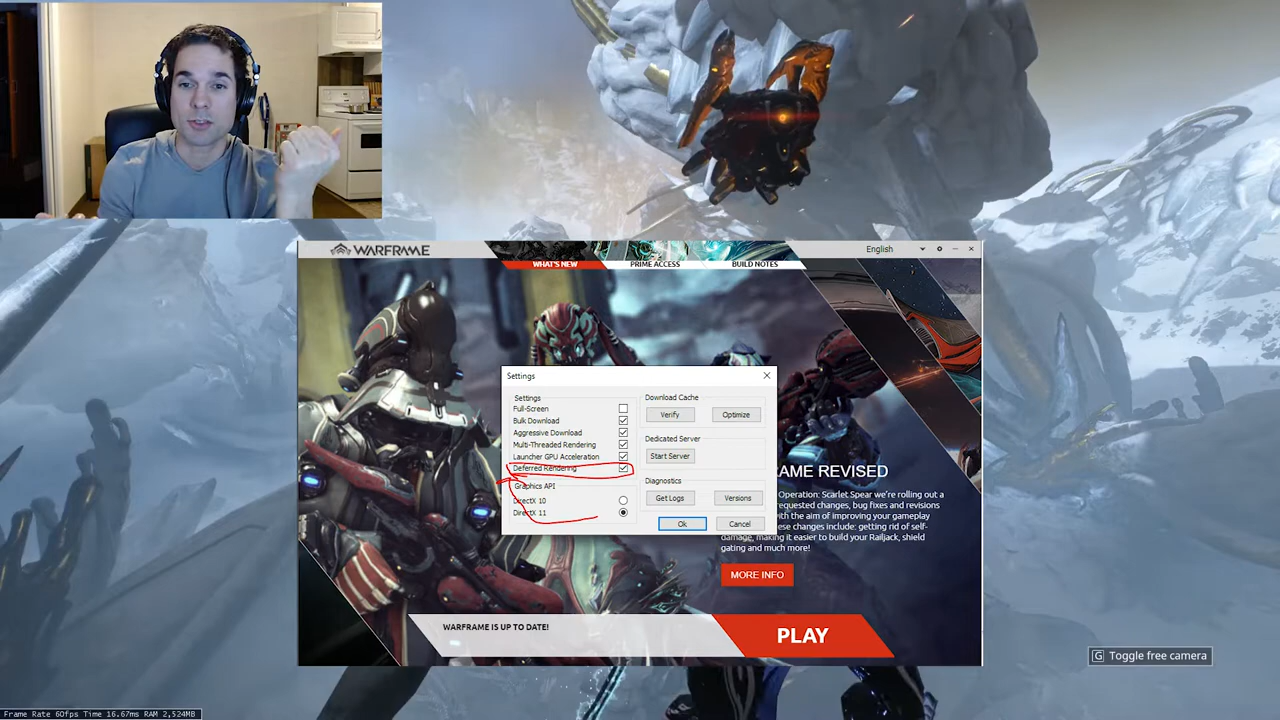 WARFRAME
English
WHAT'S NEW
PRIME ACCESS
BUILD NOTES
Settings
Settings
Full-Screen
Bulk Download
Aggressive Download
Multi-Threaded Rendering
Launcher GPU Acceleration
Deferred Rendering
Graphics API
DirectX 10
DirectX 11
Download Cache
Verify
Optimize
Dedicated Server
Start Server
Diagnostics
Get Logs
Versions
Ok
Cancel
AME REVISED
Operation: Scarlet Spear we're rolling out a
requested changes, bug fixes and revisions
with the aim of improving your gameplay
ese changes include: getting rid of self-
damage, making it easier to build your Railjack, shield
gating and much more!
MORE INFO
WARFRAME IS UP TO DATE!
PLAY
G Toggle free camera
Frame Rate 60fps Time 16.67ms RAM 2,524MB